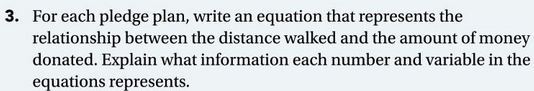 3. For each pledge plan, write an equation that represents the
relationship between the distance walked and the amount of money
donated. Explain what information each number and variable in the
equations represents.